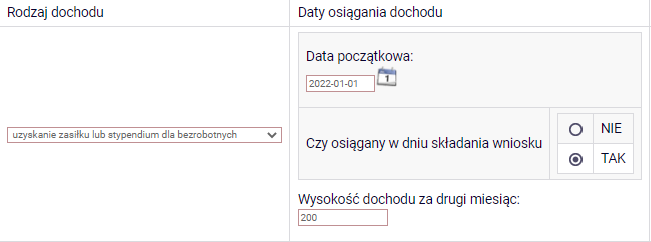 Rodzaj dochodu
Daty osiągania dochodu
Data początkowa:
2022-01-01
1
uzyskanie zasiłku lub stypendium dla bezrobotnych
Czy osiągany w dniu składania wniosku
NIE
TAK
Wysokość dochodu za drugi miesiąc:
200